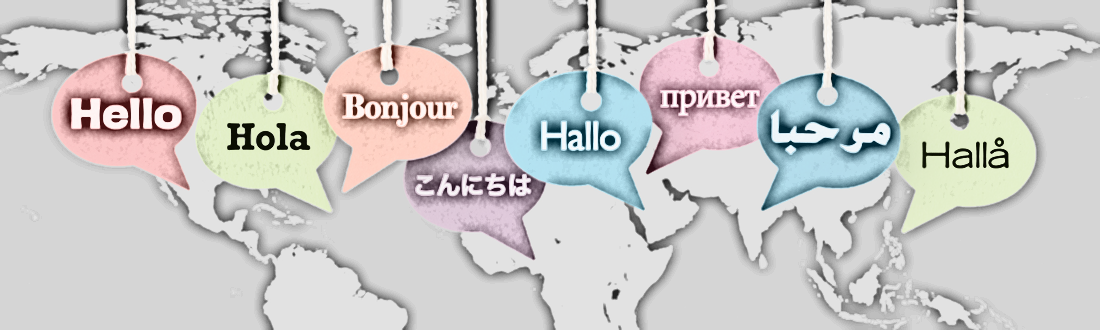 Hello
Hola
Bonjour
こんにちは
Hallo
привет
مرحبا
Hallå